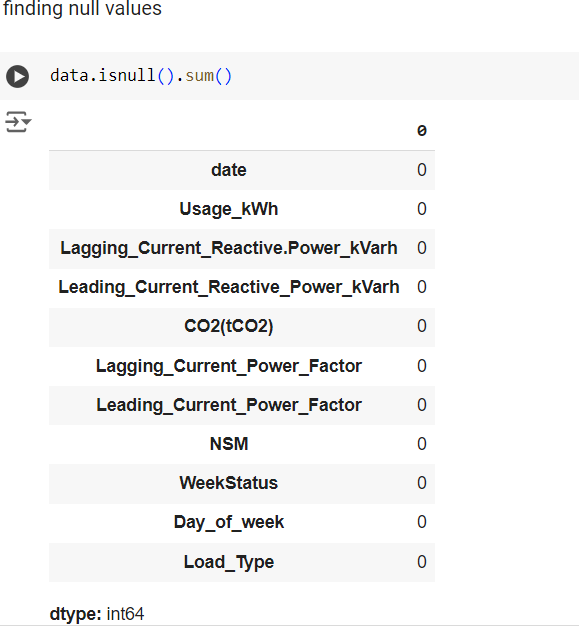 finding null values
data.isnull().sum()
0
date 0
Usage_kWh 0
Lagging_Current_Reactive.Power_kVarh 0
Leading_Current_Reactive_Power_kVarh 0
CO2(tCO2) 0
Lagging_Current_Power_Factor 0
Leading_Current_Power_Factor 0
NSM 0
WeekStatus 0
Day_of_week 0
Load_Type 0
dtype: int64